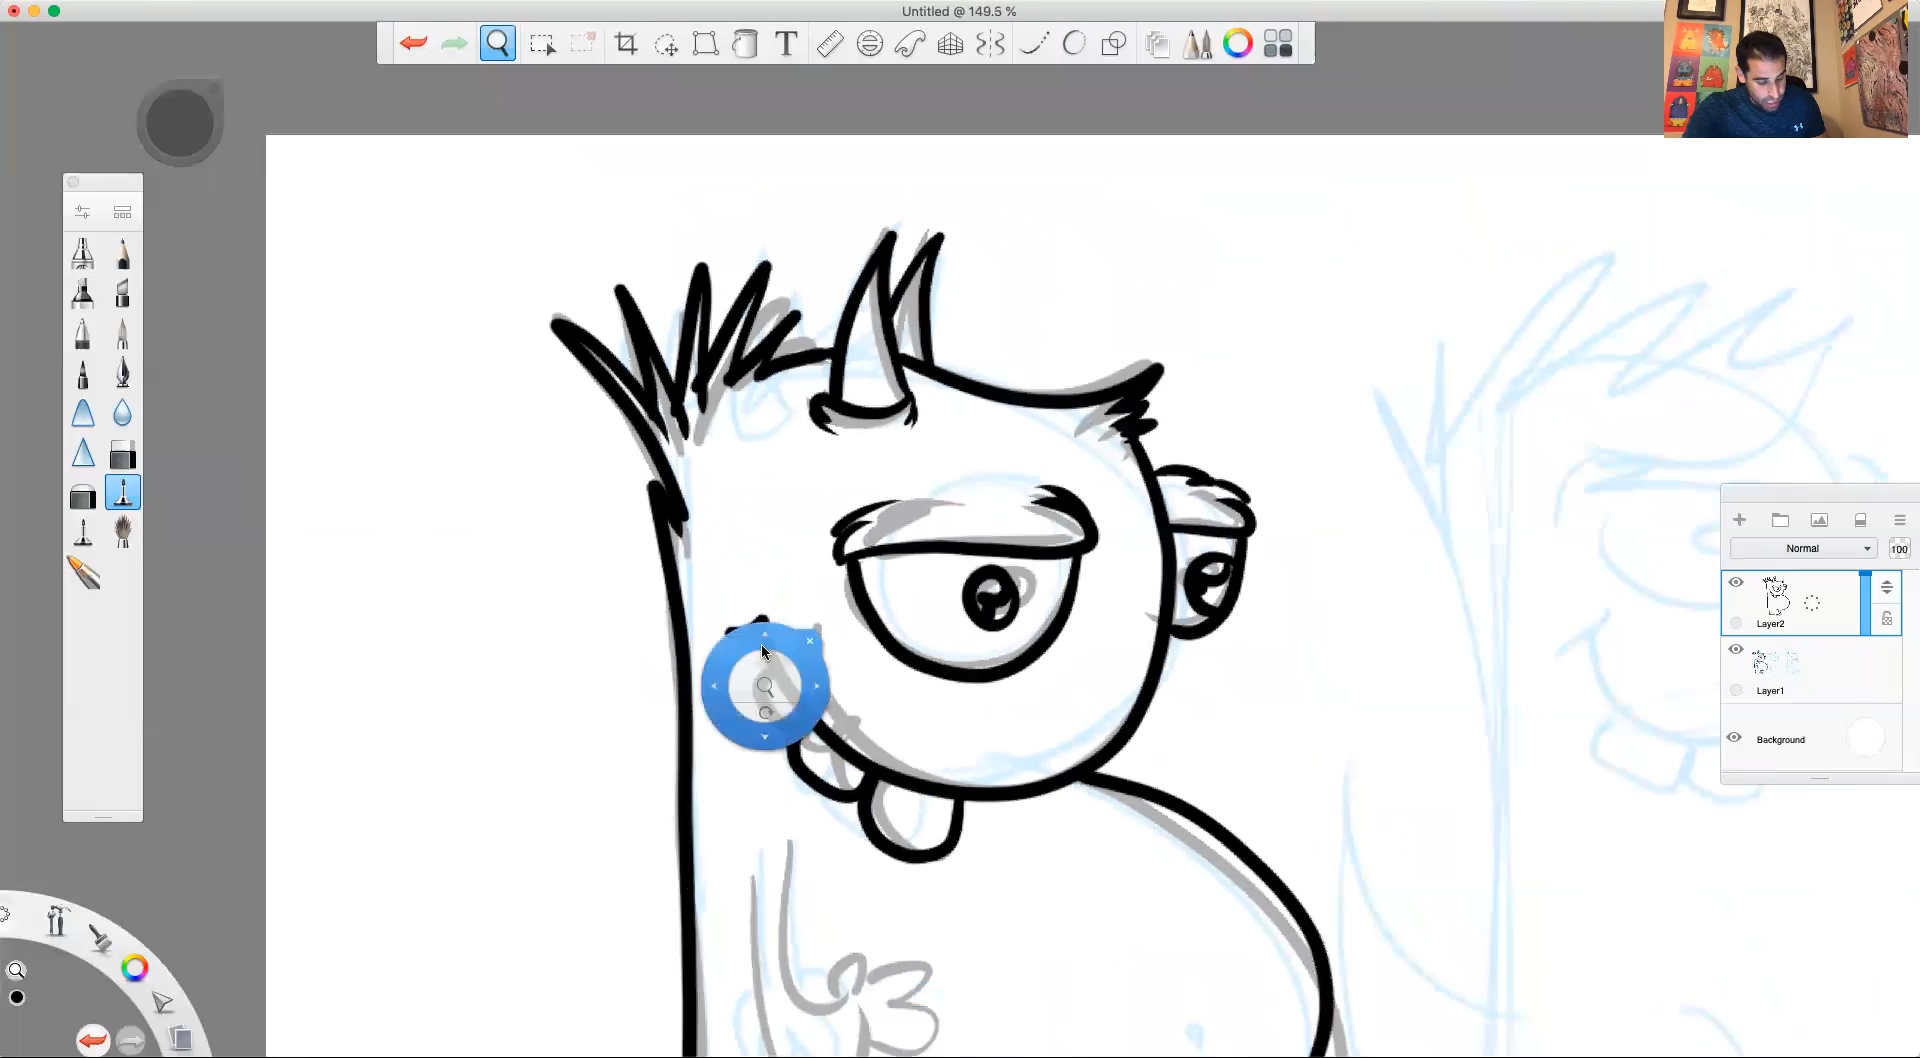 Untitled @ 149.5 %
T
Normal
100
Layer2
Layer1
Background